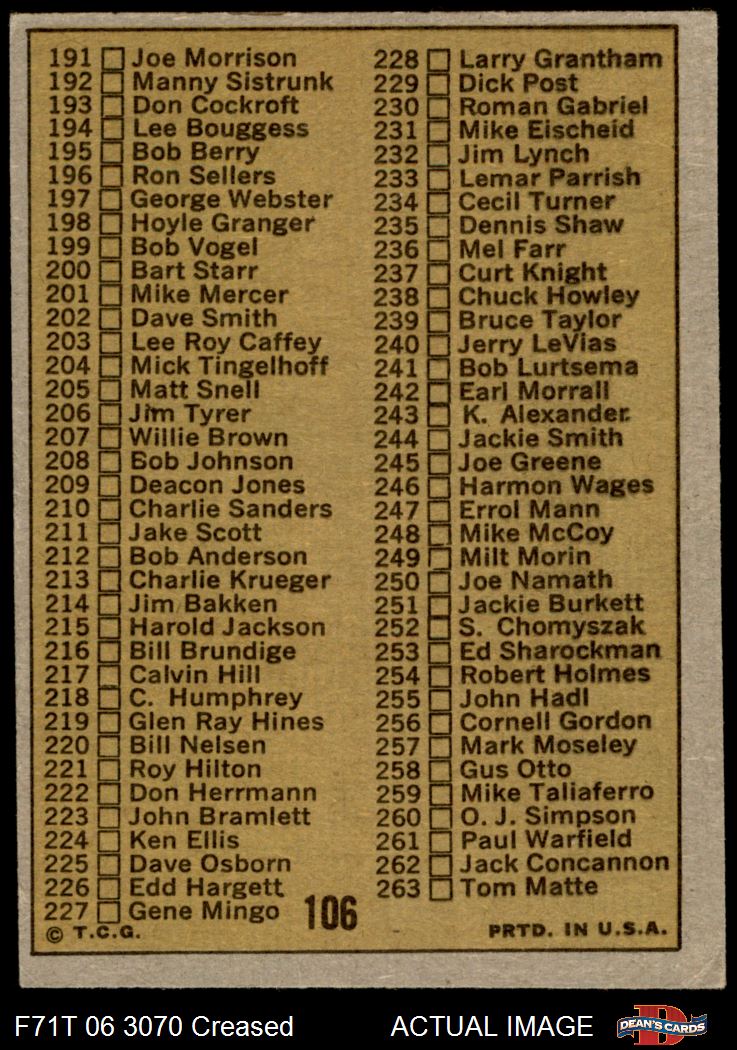 191 Joe Morrison
192 Manny Sistrunk
193 Don Cockroft
194 Lee Bouggess
195 Bob Berry
196 Ron Sellers
197 George Webster
198 Hoyle Granger
199 Bob Vogel
200 Bart Starr
201 Mike Mercer
202 Dave Smith
203 Lee Roy Caffey
204 Mick Tingelhoff
205 Matt Snell
206 Jim Tyrer
207 Willie Brown
208 Bob Johnson
209 Deacon Jones
210 Charlie Sanders
211 Jake Scott
212 Bob Anderson
213 Charlie Krueger
214 Jim Bakken
215 Harold Jackson
216 Bill Brundige
217 Calvin Hill
218 C. Humphrey
219 Glen Ray Hines
220 Bill Nelsen
221 Roy Hilton
222 Don Herrmann
223 John Bramlett
224 Ken Ellis
225 Dave Osborn
226 Edd Hargett
227 Gene Mingo
© T.C.G.
106
228 Larry Grantham
229 Dick Post
230 Roman Gabriel
231 Mike Eischeid
232 Jim Lynch
233 Lemar Parrish
234 Cecil Turner
235 Dennis Shaw
236 Mel Farr
237 Curt Knight
238 Chuck Howley
239 Bruce Taylor
240 Jerry LeVias
241 Bob Lurtsema
242 Earl Morrall
243 K. Alexander
244 Jackie Smith
245 Joe Greene
246 Harmon Wages
247 Errol Mann
248 Mike McCoy
249 Milt Morin
250 Joe Namath
251 Jackie Burkett
252 S. Chomyszak
253 Ed Sharockman
254 Robert Holmes
255 John Hadl
256 Cornell Gordon
257 Mark Moseley
258 Gus Otto
259 Mike Taliaferro
260 O. J. Simpson
261 Paul Warfield
262 Jack Concannon
263 Tom Matte
PRTD. IN U.S.A.
F71T 06 3070 Creased
ACTUAL IMAGE
D
DEAN'S CARDS